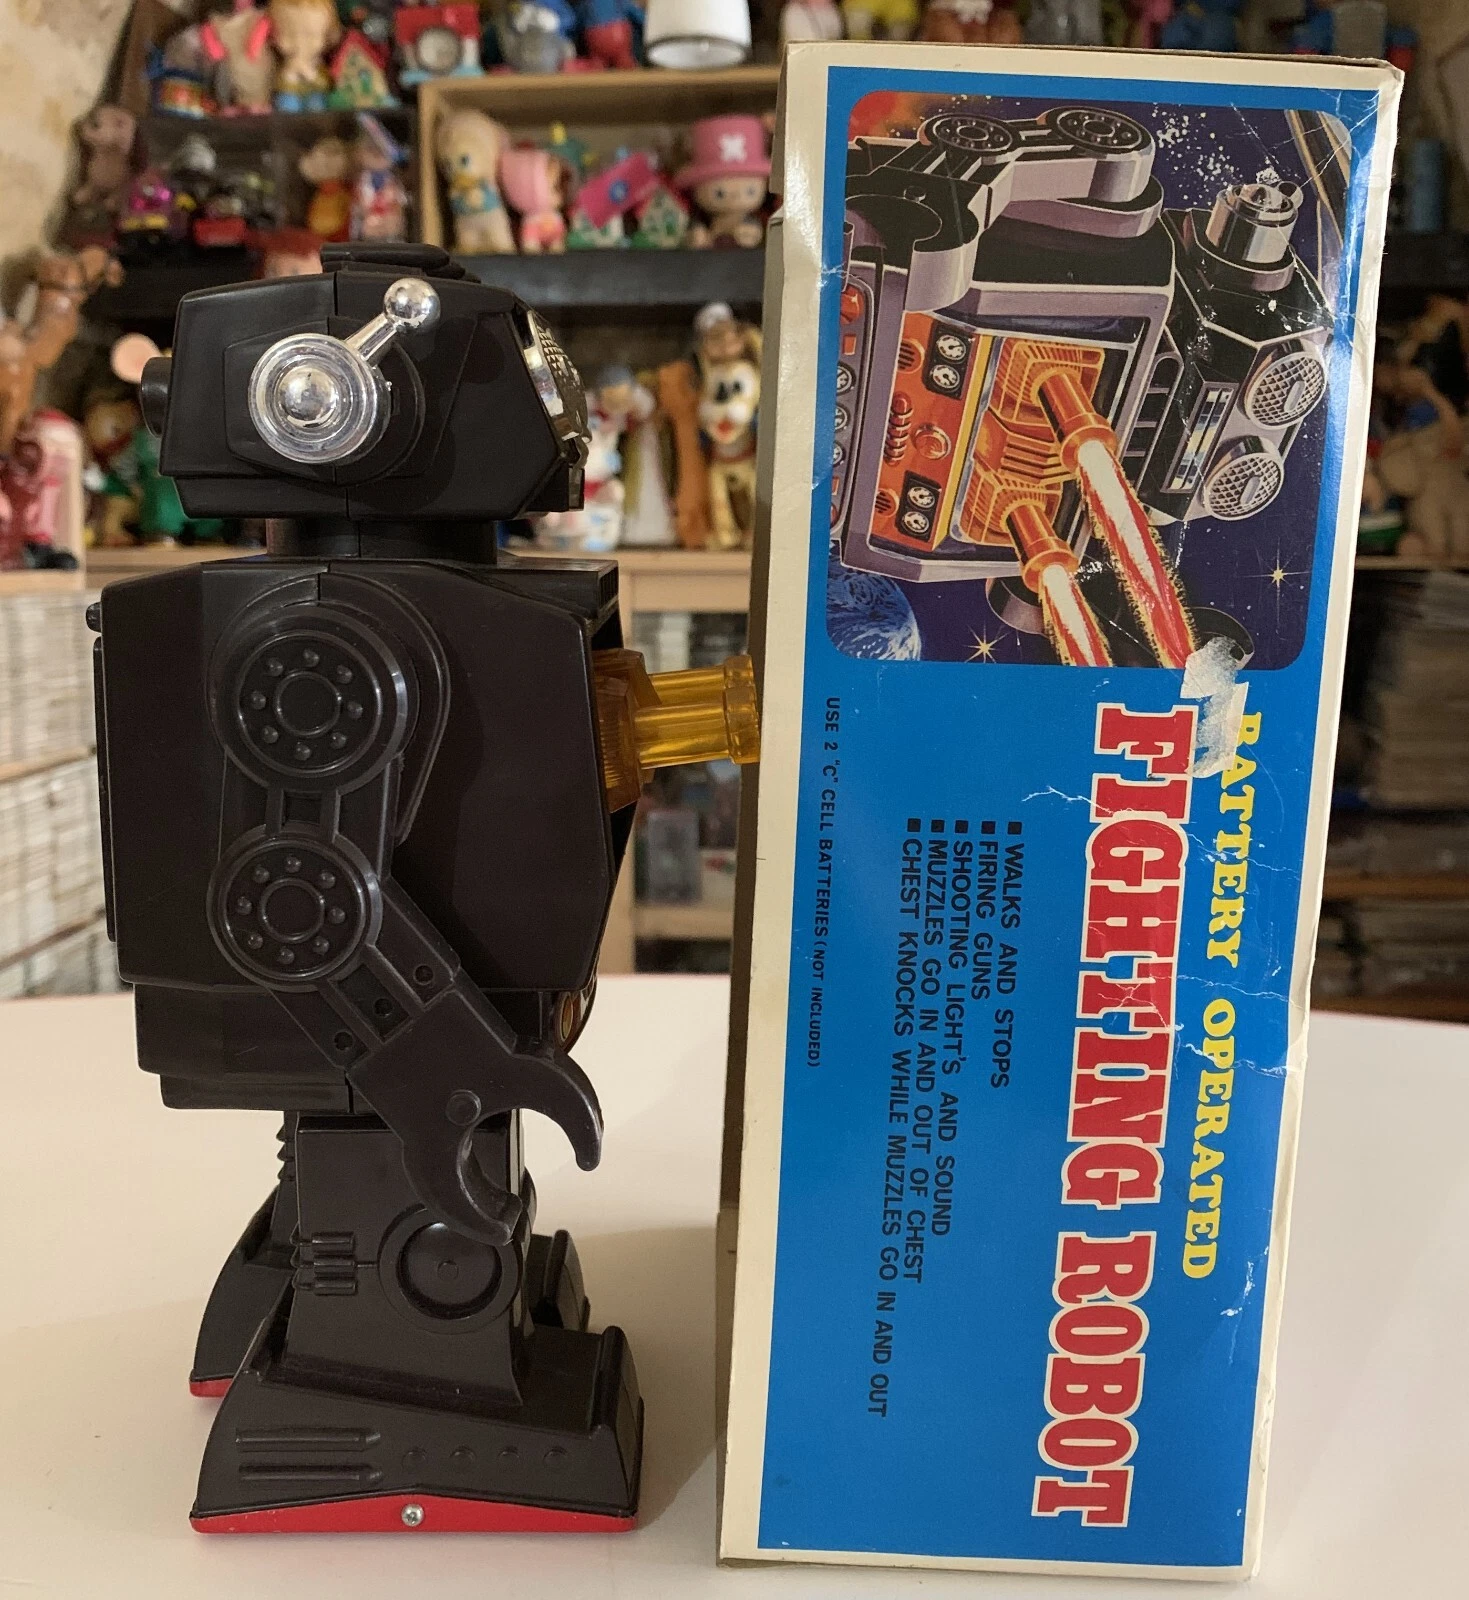 BATTERY OPERATED
FIGHTING ROBOT
■ WALKS AND STOPS
■ FIRING GUNS
■ SHOOTING LIGHT'S AND SOUND
■ MUZZLES GO IN AND OUT OF CHEST
■ CHEST KNOCKS WHILE MUZZLES GO IN AND OUT
USE 2 "C" CELL BATTERIES (NOT INCLUDED)